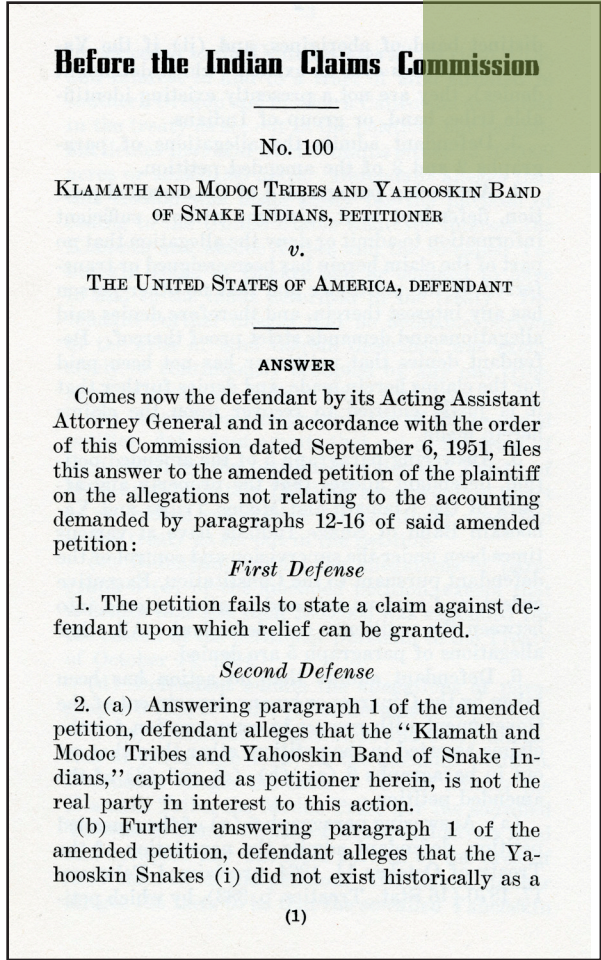 Before the Indian Claims Commission
No. 100
KLAMATH AND MODOC TRIBES AND YAHOOSKIN BAND
OF SNAKE INDIANS, PETITIONER
v.
THE UNITED STATES OF AMERICA, DEFENDANT
ANSWER
Comes now the defendant by its Acting Assistant
Attorney General and in accordance with the order
of this Commission dated September 6, 1951, files
this answer to the amended petition of the plaintiff
on the allegations not relating to the accounting
demanded by paragraphs 12-16 of said amended
petition:
First Defense
1. The petition fails to state a claim against de-
fendant upon which relief can be granted.
Second Defense
2. (a) Answering paragraph 1 of the amended
petition, defendant alleges that the "Klamath and
Modoc Tribes and Yahooskin Band of Snake In-
dians," captioned as petitioner herein, is not the
real party in interest to this action.
(b) Further answering paragraph 1 of the
amended petition, defendant alleges that the Ya-
hooskin Snakes (i) did not exist historically as a
(1)